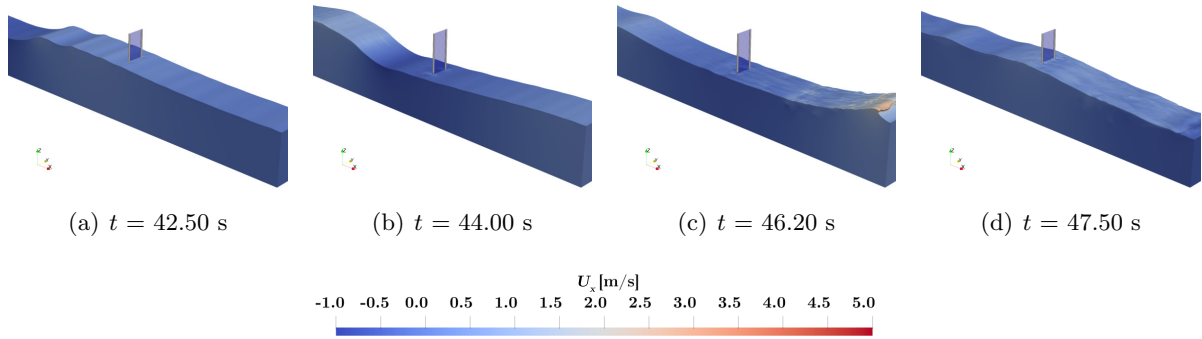 (a) t = 42.50 s
(b) t = 44.00 s
(c) t = 46.20 s
(d) t = 47.50 s
U_x [m/s]
-1.0 -0.5 0.0 0.5 1.0 1.5 2.0 2.5 3.0 3.5 4.0 4.5 5.0